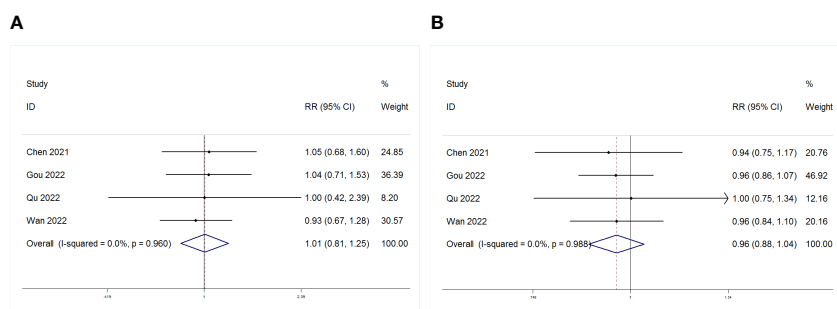 A
Study %
ID RR (95% CI) Weight
Chen 2021 1.05 (0.68, 1.60) 24.85
Gou 2022 1.04 (0.71, 1.53) 36.39
Qu 2022 1.00 (0.42, 2.39) 8.20
Wan 2022 0.93 (0.67, 1.28) 30.57
Overall (I-squared = 0.0%, p = 0.960) 1.01 (0.81, 1.25) 100.00
1
B
Study %
ID RR (95% CI) Weight
Chen 2021 0.94 (0.75, 1.17) 20.76
Gou 2022 0.96 (0.86, 1.07) 46.92
Qu 2022 1.00 (0.75, 1.34) 12.16
Wan 2022 0.96 (0.84, 1.10) 20.16
Overall (I-squared = 0.0%, p = 0.988) 0.96 (0.88, 1.04) 100.00
1